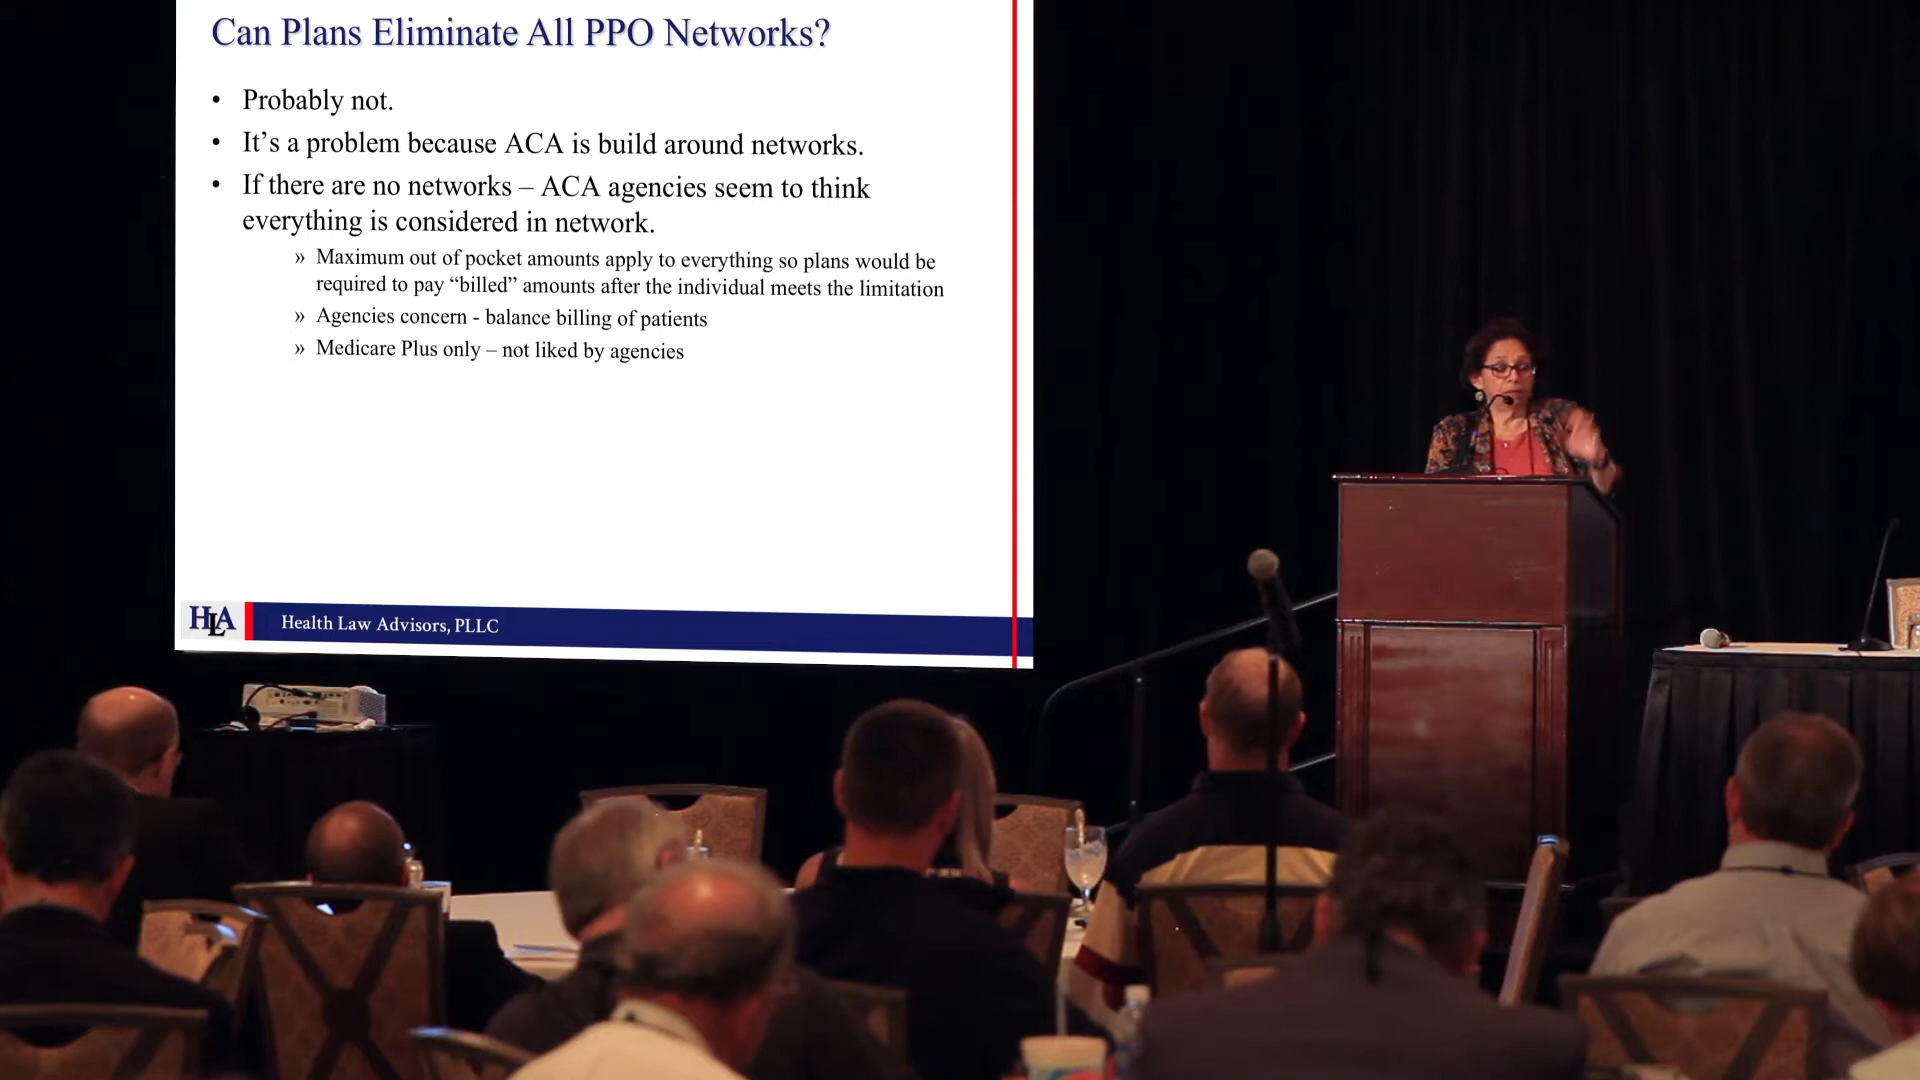 Can Plans Eliminate All PPO Networks?
• Probably not.
• It’s a problem because ACA is build around networks.
• If there are no networks – ACA agencies seem to think
everything is considered in network.
» Maximum out of pocket amounts apply to everything so plans would be
required to pay “billed” amounts after the individual meets the limitation
» Agencies concern - balance billing of patients
» Medicare Plus only – not liked by agencies
HLA Health Law Advisors, PLLC